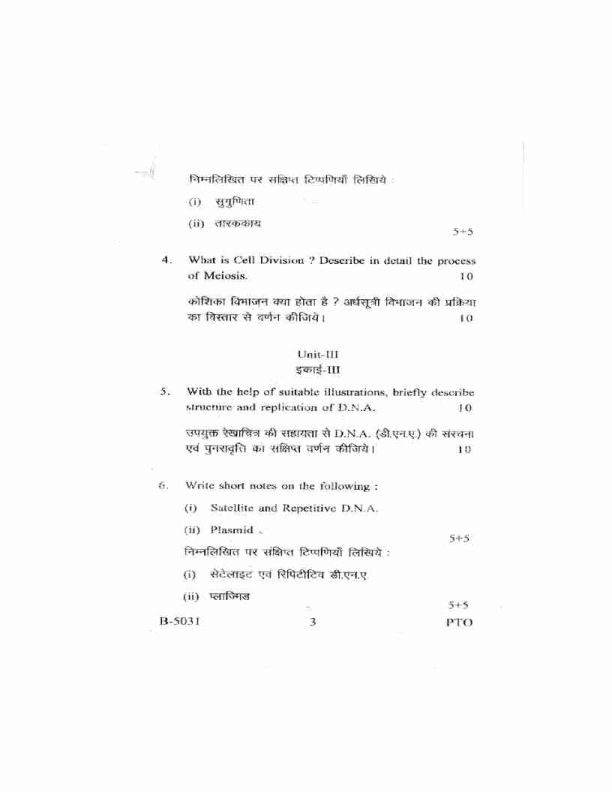 निम्नलिखित पर संक्षिप्त टिप्पणियाँ लिखिये :
(i) सुगुणिता
(ii) तारककाय
5+5
4. What is Cell Division ? Describe in detail the process
of Meiosis. 10
कोशिका विभाजन क्या होता है ? अर्धसूत्री विभाजन की प्रक्रिया
का विस्तार से वर्णन कीजिये। 10
Unit-III
इकाई-III
5. With the help of suitable illustrations, briefly describe
structure and replication of D.N.A. 10
उपयुक्त रेखाचित्र की सहायता से D.N.A. (डी.एन.ए.) की संरचना
एवं पुनरावृति का संक्षिप्त वर्णन कीजिये। 10
6. Write short notes on the following :
(i) Satellite and Repetitive D.N.A.
(ii) Plasmid .
5+5
निम्नलिखित पर संक्षिप्त टिप्पणियाँ लिखिये :
(i) सेटेलाइट एवं रिपिटीटिव डी.एन.ए
(ii) प्लाज्मिड
5+5
B-5031 3 PTO